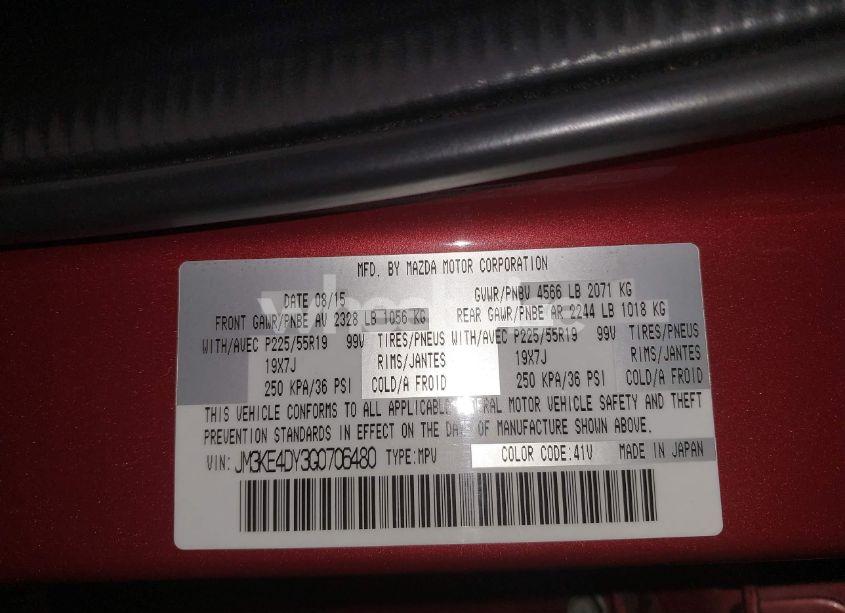 MFD. BY MAZDA MOTOR CORPORATION
DATE 08/15 GVWR/PNBV 4566 LB 2071 KG
FRONT GAWR/PNBE AV 2328 LB 1056 KG REAR GAWR/PNBE AR 2244 LB 1018 KG
WITH/AVEC P225/55R19 99V TIRES/PNEUS WITH/AVEC P225/55R19 99V TIRES/PNEUS
19X7J RIMS/JANTES 19X7J RIMS/JANTES
250 KPA/36 PSI COLD/A FROID 250 KPA/36 PSI COLD/A FROID
THIS VEHICLE CONFORMS TO ALL APPLICABLE MOTOR VEHICLE SAFETY AND THEFT
PREVENTION STANDARDS IN EFFECT ON THE DATE OF MANUFACTURE SHOWN ABOVE.
VIN: JM3KE4DY3G0706480 TYPE:MPV COLOR CODE: 41V MADE IN JAPAN